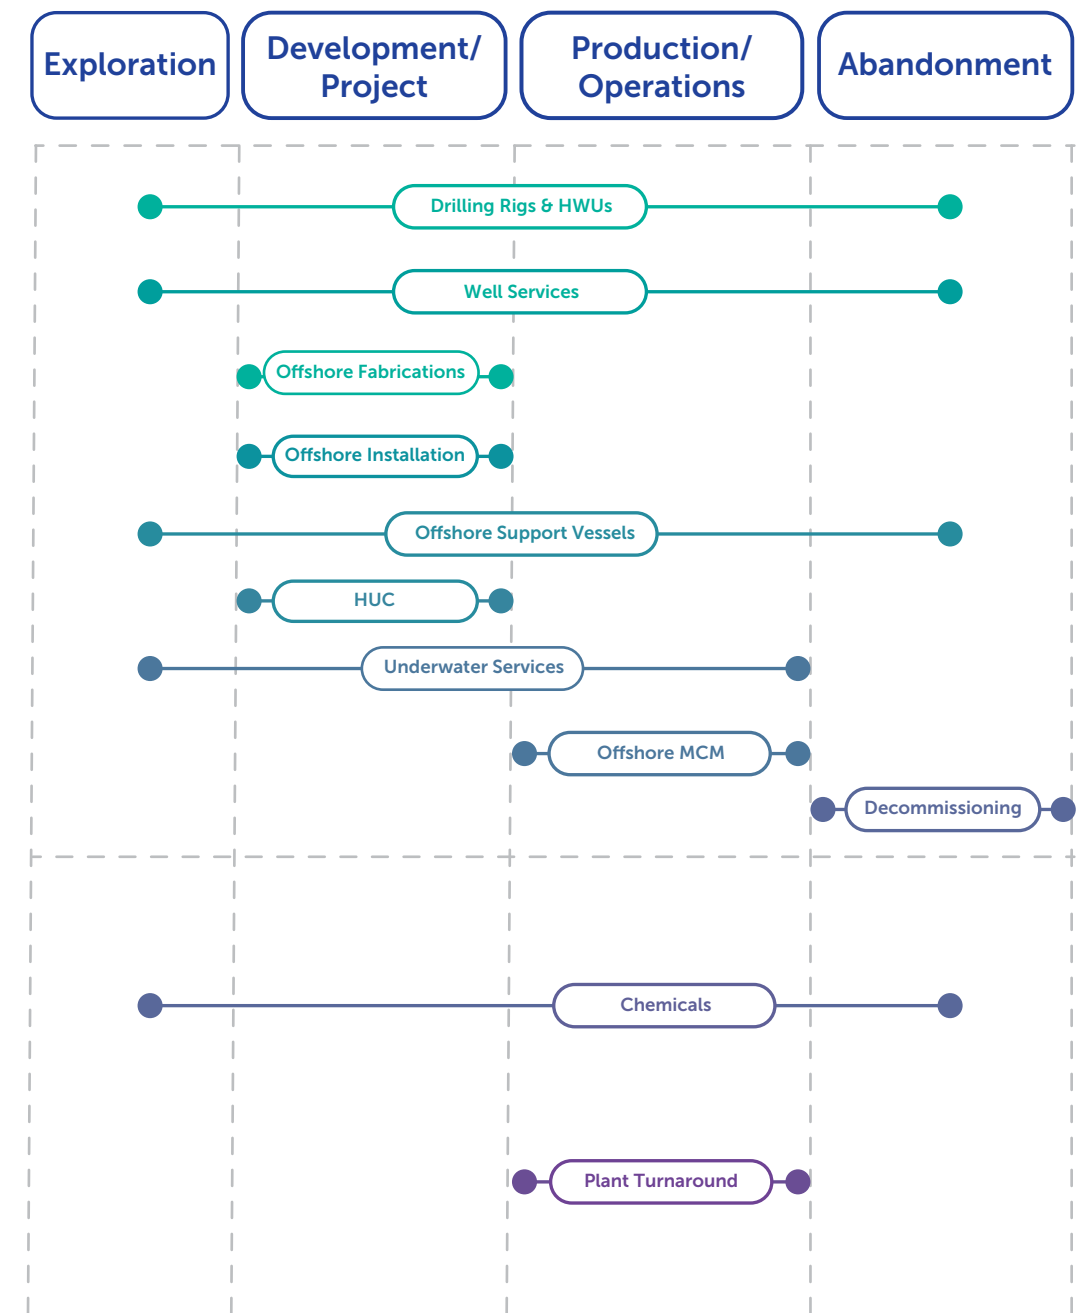 Exploration
Development/
Project
Production/
Operations
Abandonment
Drilling Rigs & HWUs
Well Services
Offshore Fabrications
Offshore Installation
Offshore Support Vessels
HUC
Underwater Services
Offshore MCM
Decommissioning
Chemicals
Plant Turnaround